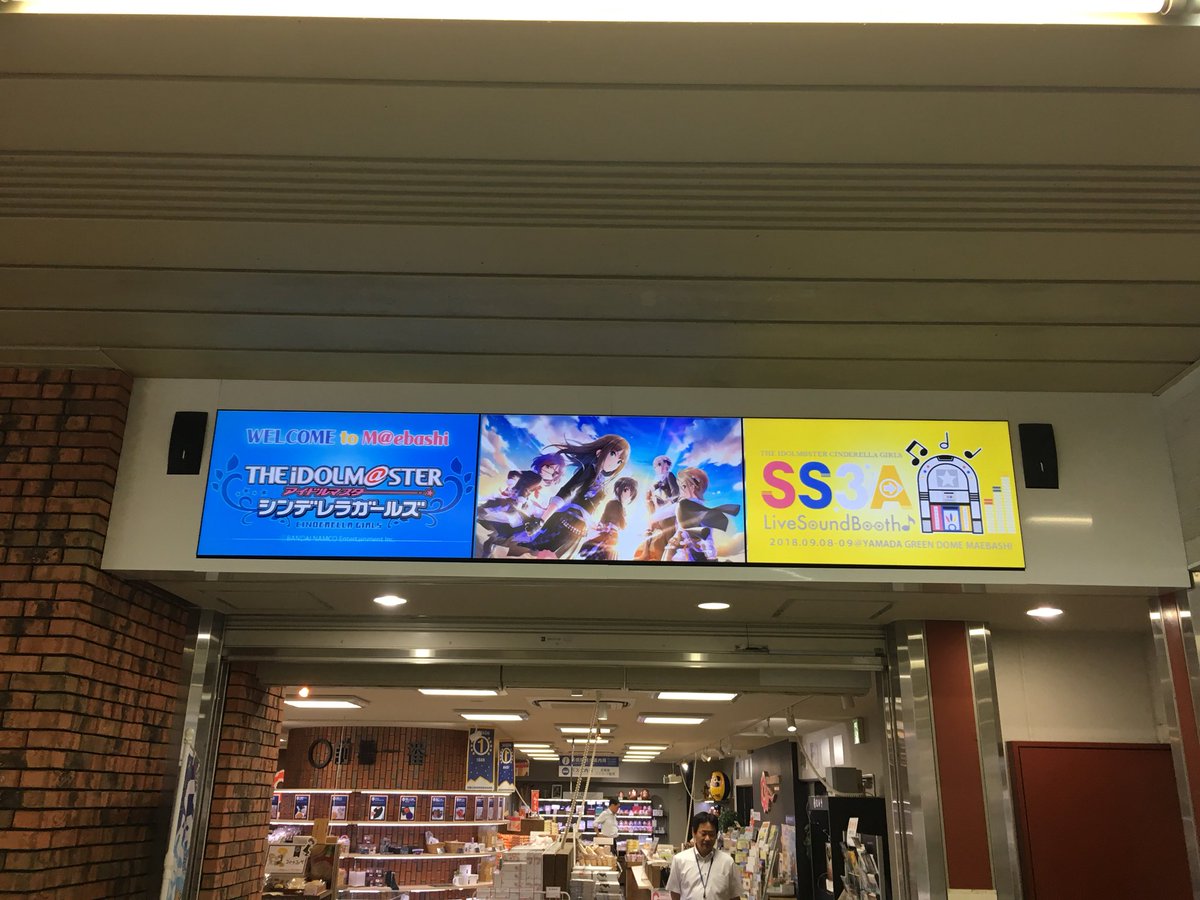 WELCOME to M@ebashi
THE iDOLM@STER
アイドルマスター
シンデレラガールズ
CINDERELLA GIRLS
BANDAI NAMCO Entertainment Inc.
THE IDOLM@STER CINDERELLA GIRLS
SS3A
LiveSoundBooth♪
2018.09.08-09@YAMADA GREEN DOME MAEBASHI
一番